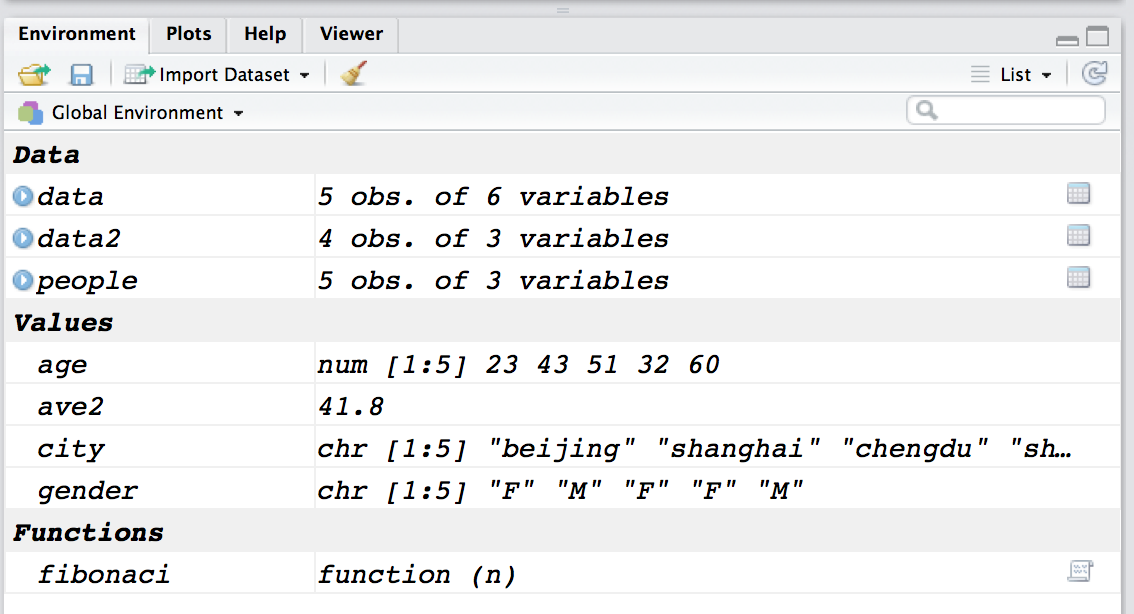 Environment Plots Help Viewer
Import Dataset List
Global Environment
Data
data 5 obs. of 6 variables
data2 4 obs. of 3 variables
people 5 obs. of 3 variables
Values
age num [1:5] 23 43 51 32 60
ave2 41.8
city chr [1:5] "beijing" "shanghai" "chengdu" "sh…
gender chr [1:5] "F" "M" "F" "F" "M"
Functions
fibonaci function (n)